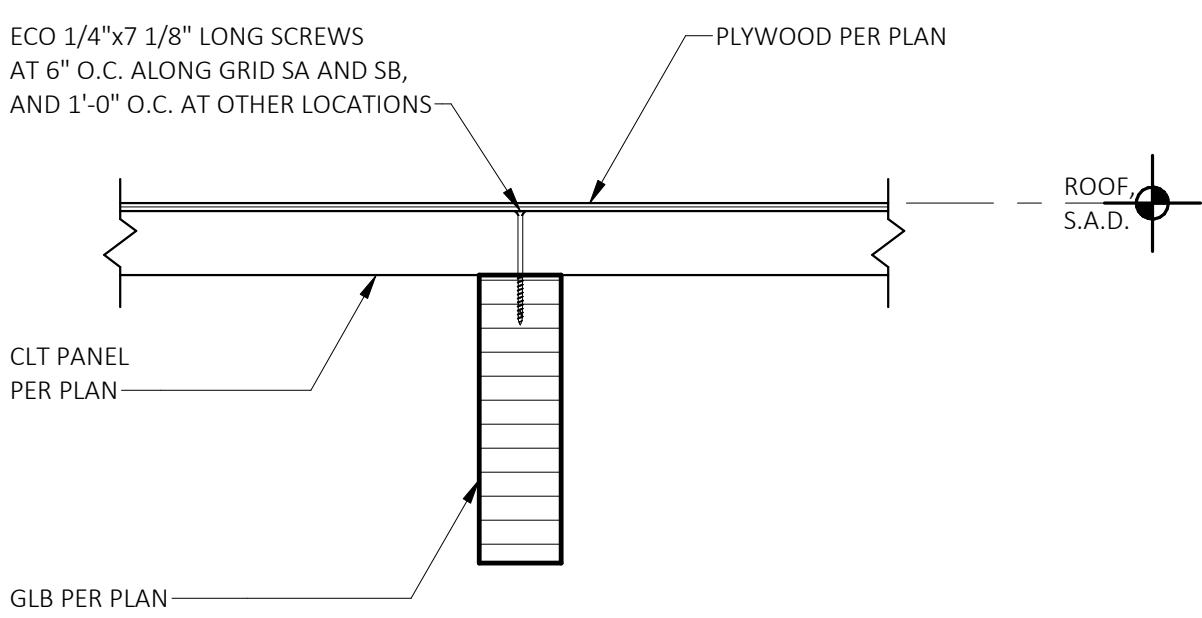 ECO 1/4"x7 1/8" LONG SCREWS
AT 6" O.C. ALONG GRID SA AND SB,
AND 1'-0" O.C. AT OTHER LOCATIONS
PLYWOOD PER PLAN
ROOF,
S.A.D.
CLT PANEL
PER PLAN
GLB PER PLAN